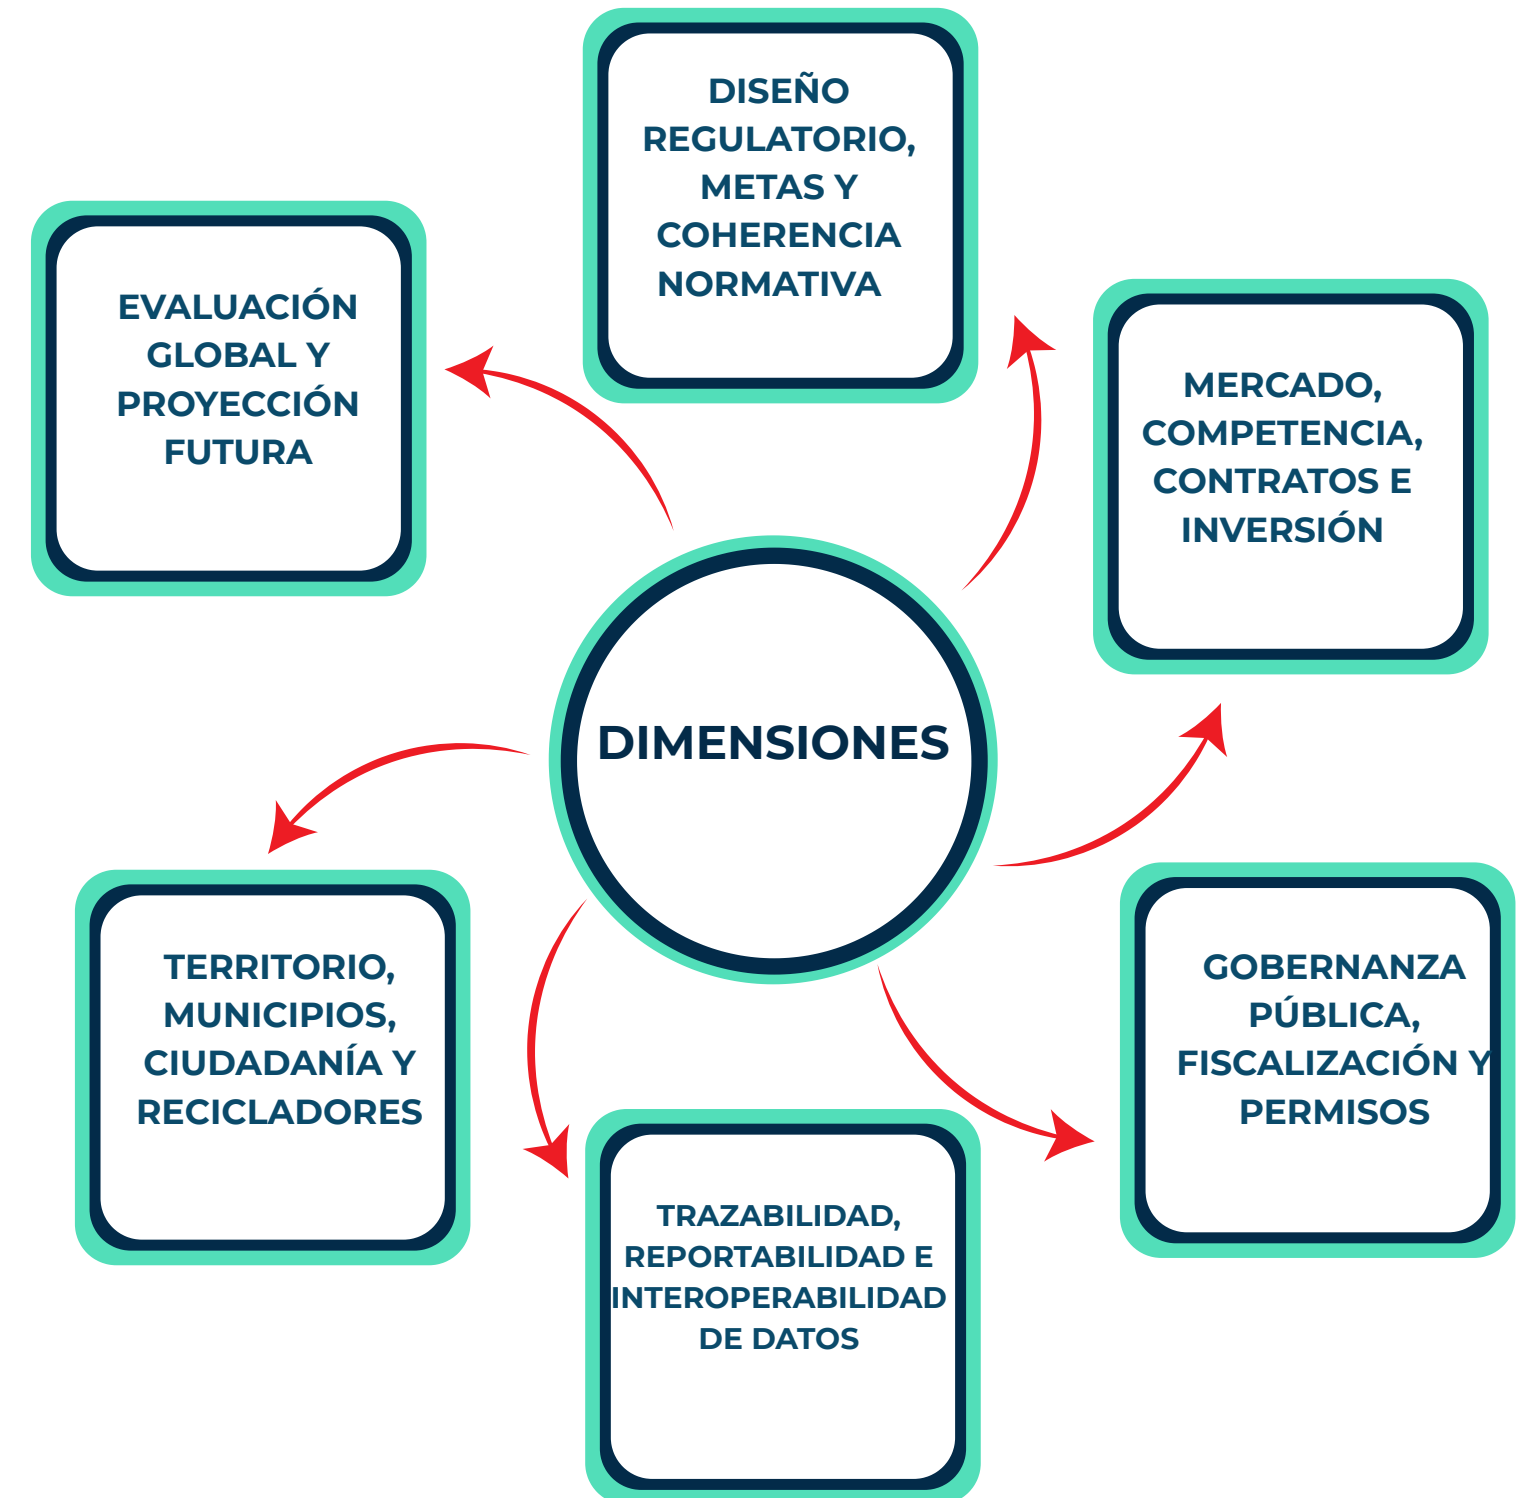 DISEÑO
REGULATORIO,
METAS Y
COHERENCIA
NORMATIVA
EVALUACIÓN
GLOBAL Y
PROYECCIÓN
FUTURA
MERCADO,
COMPETENCIA,
CONTRATOS E
INVERSIÓN
DIMENSIONES
TERRITORIO,
MUNICIPIOS,
CIUDADANÍA Y
RECICLADORES
GOBERNANZA
PÚBLICA,
FISCALIZACIÓN Y
PERMISOS
TRAZABILIDAD,
REPORTABILIDAD E
INTEROPERABILIDAD
DE DATOS